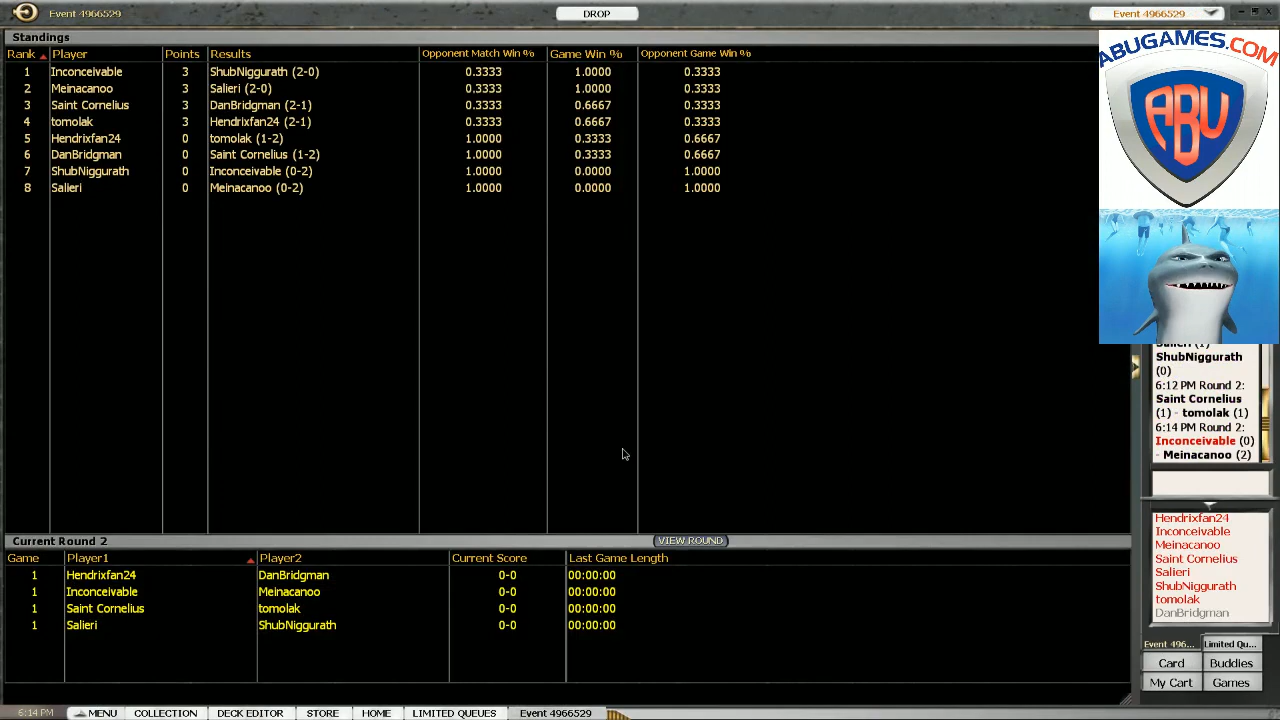 Event 4966529
DROP
Event 4966529
Standings
Rank Player Points Results Opponent Match Win % Game Win % Opponent Game Win %
1 Inconceivable 3 ShubNiggurath (2-0) 0.3333 1.0000 0.3333
2 Meinacanoo 3 Salieri (2-0) 0.3333 1.0000 0.3333
3 Saint Cornelius 3 DanBridgman (2-1) 0.3333 0.6667 0.3333
4 tomolak 3 Hendrixfan24 (2-1) 0.3333 0.6667 0.3333
5 Hendrixfan24 0 tomolak (1-2) 1.0000 0.3333 0.6667
6 DanBridgman 0 Saint Cornelius (1-2) 1.0000 0.3333 0.6667
7 ShubNiggurath 0 Inconceivable (0-2) 1.0000 0.0000 1.0000
8 Salieri 0 Meinacanoo (0-2) 1.0000 0.0000 1.0000
ABUGAMES.COM
ABU
Salieri (1)
ShubNiggurath
(0)
6:12 PM Round 2:
Saint Cornelius
(1) - tomolak (1)
6:14 PM Round 2:
Inconceivable (0)
- Meinacanoo (2)
Hendrixfan24
Inconceivable
Meinacanoo
Saint Cornelius
Salieri
ShubNiggurath
tomolak
DanBridgman
Current Round 2
VIEW ROUND
Game Player1 Player2 Current Score Last Game Length
1 Hendrixfan24 DanBridgman 0-0 00:00:00
1 Inconceivable Meinacanoo 0-0 00:00:00
1 Saint Cornelius tomolak 0-0 00:00:00
1 Salieri ShubNiggurath 0-0 00:00:00
Event 496... Limited Qu...
Card Buddies
My Cart Games
6:14 PM MENU COLLECTION DECK EDITOR STORE HOME LIMITED QUEUES Event 4966529